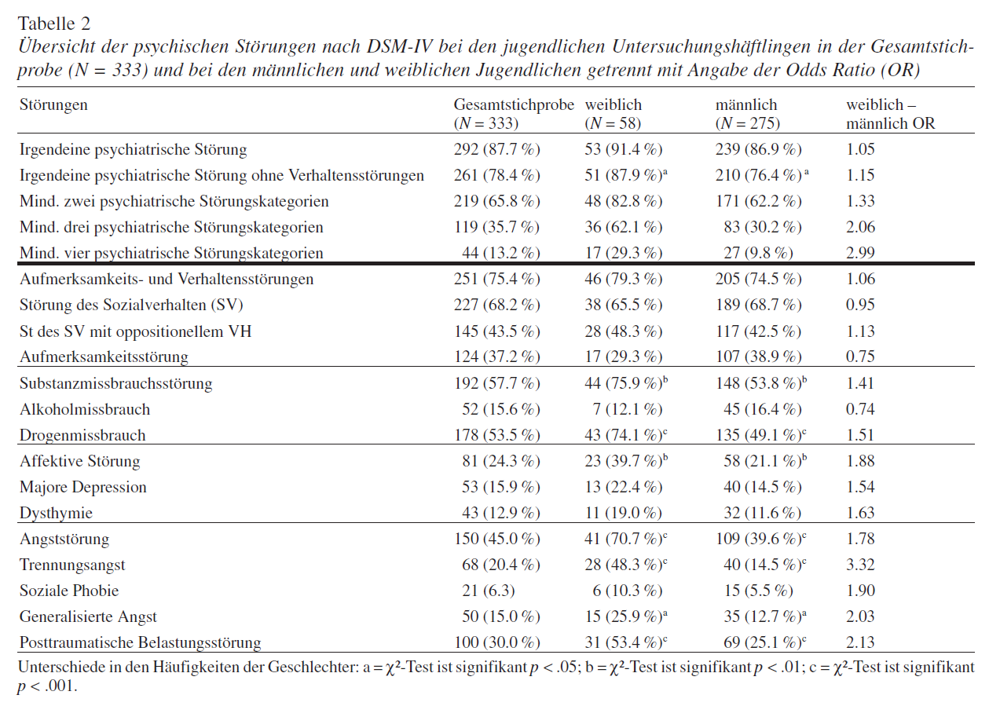 Tabelle 2
Übersicht der psychischen Störungen nach DSM-IV bei den jugendlichen Untersuchungshäftlingen in der Gesamtstich-
probe (N = 333) und bei den männlichen und weiblichen Jugendlichen getrennt mit Angabe der Odds Ratio (OR)
Störungen Gesamtstichprobe weiblich männlich weiblich –
(N = 333) (N = 58) (N = 275) männlich OR
Irgendeine psychiatrische Störung 292 (87.7 %) 53 (91.4 %) 239 (86.9 %) 1.05
Irgendeine psychiatrische Störung ohne Verhaltensstörungen 261 (78.4 %) 51 (87.9 %)ᵃ 210 (76.4 %)ᵃ 1.15
Mind. zwei psychiatrische Störungskategorien 219 (65.8 %) 48 (82.8 %) 171 (62.2 %) 1.33
Mind. drei psychiatrische Störungskategorien 119 (35.7 %) 36 (62.1 %) 83 (30.2 %) 2.06
Mind. vier psychiatrische Störungskategorien 44 (13.2 %) 17 (29.3 %) 27 (9.8 %) 2.99
Aufmerksamkeits- und Verhaltensstörungen 251 (75.4 %) 46 (79.3 %) 205 (74.5 %) 1.06
Störung des Sozialverhalten (SV) 227 (68.2 %) 38 (65.5 %) 189 (68.7 %) 0.95
St des SV mit oppositionellem VH 145 (43.5 %) 28 (48.3 %) 117 (42.5 %) 1.13
Aufmerksamkeitsstörung 124 (37.2 %) 17 (29.3 %) 107 (38.9 %) 0.75
Substanzmissbrauchsstörung 192 (57.7 %) 44 (75.9 %)ᵇ 148 (53.8 %)ᵇ 1.41
Alkoholmissbrauch 52 (15.6 %) 7 (12.1 %) 45 (16.4 %) 0.74
Drogenmissbrauch 178 (53.5 %) 43 (74.1 %)ᶜ 135 (49.1 %)ᶜ 1.51
Affektive Störung 81 (24.3 %) 23 (39.7 %)ᵇ 58 (21.1 %)ᵇ 1.88
Majore Depression 53 (15.9 %) 13 (22.4 %) 40 (14.5 %) 1.54
Dysthymie 43 (12.9 %) 11 (19.0 %) 32 (11.6 %) 1.63
Angststörung 150 (45.0 %) 41 (70.7 %)ᶜ 109 (39.6 %)ᶜ 1.78
Trennungsangst 68 (20.4 %) 28 (48.3 %)ᶜ 40 (14.5 %)ᶜ 3.32
Soziale Phobie 21 (6.3) 6 (10.3 %) 15 (5.5 %) 1.90
Generalisierte Angst 50 (15.0 %) 15 (25.9 %)ᵃ 35 (12.7 %)ᵃ 2.03
Posttraumatische Belastungsstörung 100 (30.0 %) 31 (53.4 %)ᶜ 69 (25.1 %)ᶜ 2.13
Unterschiede in den Häufigkeiten der Geschlechter: a = χ²-Test ist signifikant p < .05; b = χ²-Test ist signifikant p < .01; c = χ²-Test ist signifikant
p < .001.